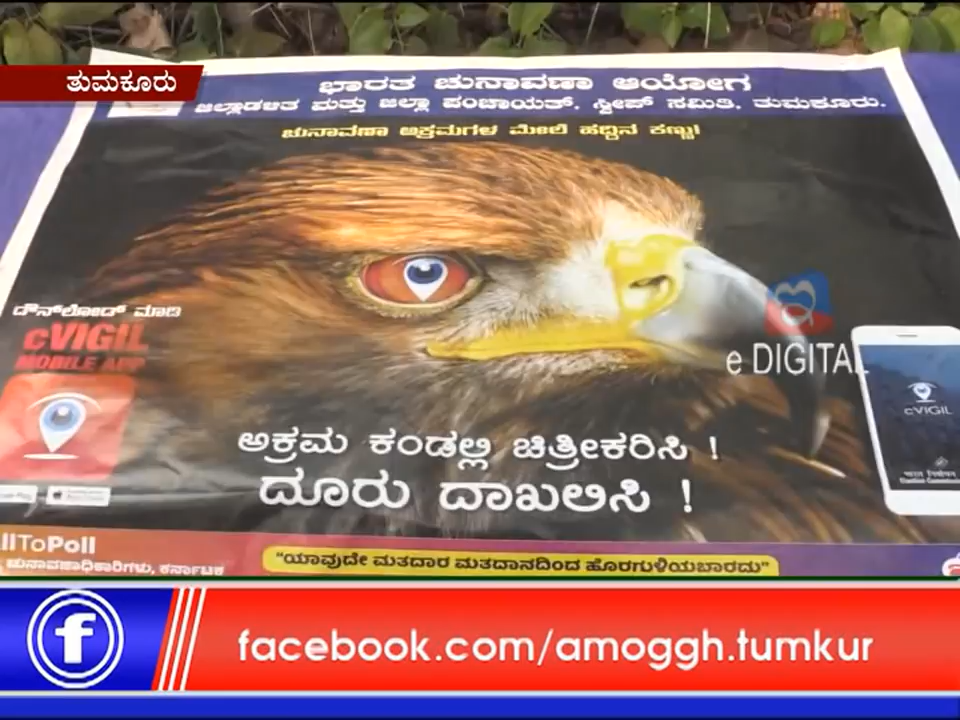 ತುಮಕೂರು
ಭಾರತ ಚುನಾವಣಾ ಆಯೋಗ
ಜಿಲ್ಲಾಡಳಿತ ಮತ್ತು ಜಿಲ್ಲಾ ಪಂಚಾಯತ್, ಸ್ವೀಪ್ ಸಮಿತಿ, ತುಮಕೂರು.
ಚುನಾವಣಾ ಅಕ್ರಮಗಳ ಮೇಲೆ ಹದ್ದಿನ ಕಣ್ಣು!
ಡೌನ್‌ಲೋಡ್ ಮಾಡಿ
cVIGIL
MOBILE APP
e DIGITAL
cVIGIL
ಅಕ್ರಮ ಕಂಡಲ್ಲಿ ಚಿತ್ರೀಕರಿಸಿ !
ದೂರು ದಾಖಲಿಸಿ !
llToPoll
ಚುನಾವಣಾಧಿಕಾರಿಗಳು, ಕರ್ನಾಟಕ
"ಯಾವುದೇ ಮತದಾರ ಮತದಾನದಿಂದ ಹೊರಗುಳಿಯಬಾರದು"
facebook.com/amoggh.tumkur